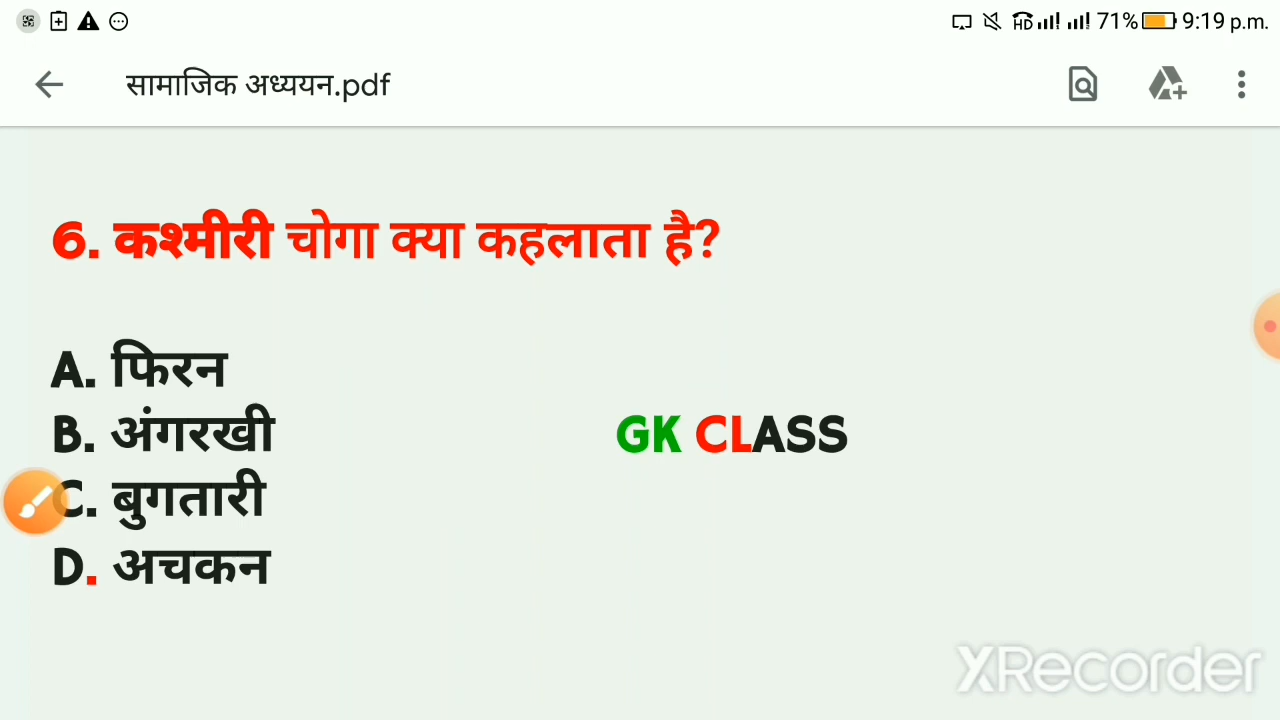 71% 9:19 p.m.
सामाजिक अध्ययन.pdf
6. कश्मीरी चोगा क्या कहलाता है?
A. फिरन
B. अंगरखी
GK CLASS
C. बुगतारी
D. अचकन
XRecorder